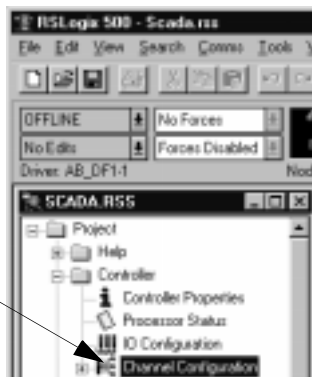 RSLogix 500 - Scada.rss
File Edit View Search Comms Tools
OFFLINE No Forces
No Edits Forces Disabled
Driver: AB_DF1-1 Nod
SCADA.RSS
Project
Help
Controller
Controller Properties
Processor Status
IO Configuration
Channel Configuration